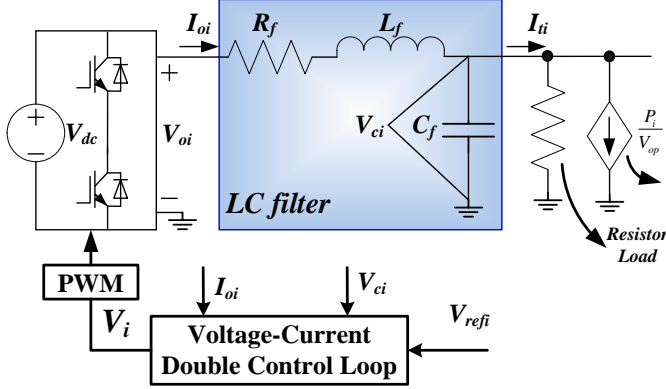 I_oi
R_f
L_f
I_ti
+
+
V_dc
V_oi
V_ci
C_f
P_i
V_op
−
−
LC filter
Resistor
Load
PWM
I_oi
V_ci
V_i
Voltage-Current
Double Control Loop
V_refi